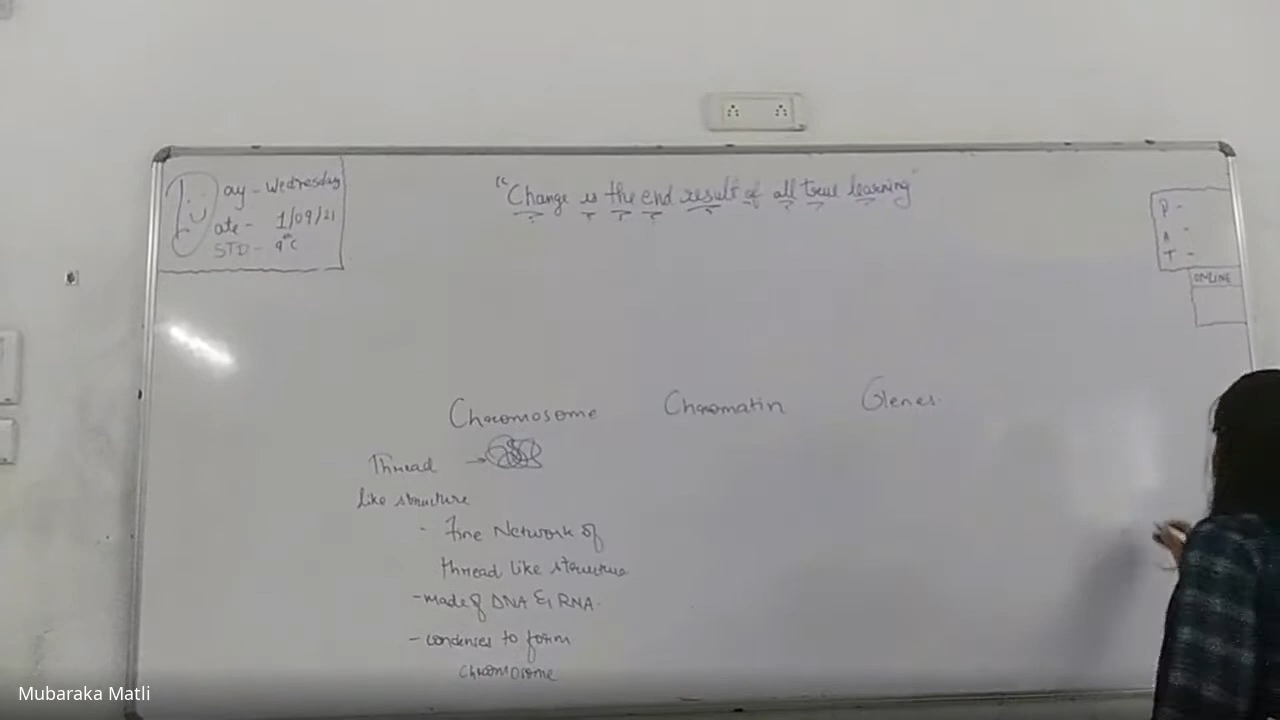 Day - Wednesday
Date - 1/09/21
STD - 9th C
"Change is the end result of all true learning"
P -
A -
T -
ONLINE
Chromosome Chromatin Genes.
Thread
like structure
- Fine Network of
thread like structure
- made of DNA & RNA.
- condenses to form
chromosome
Mubaraka Matli